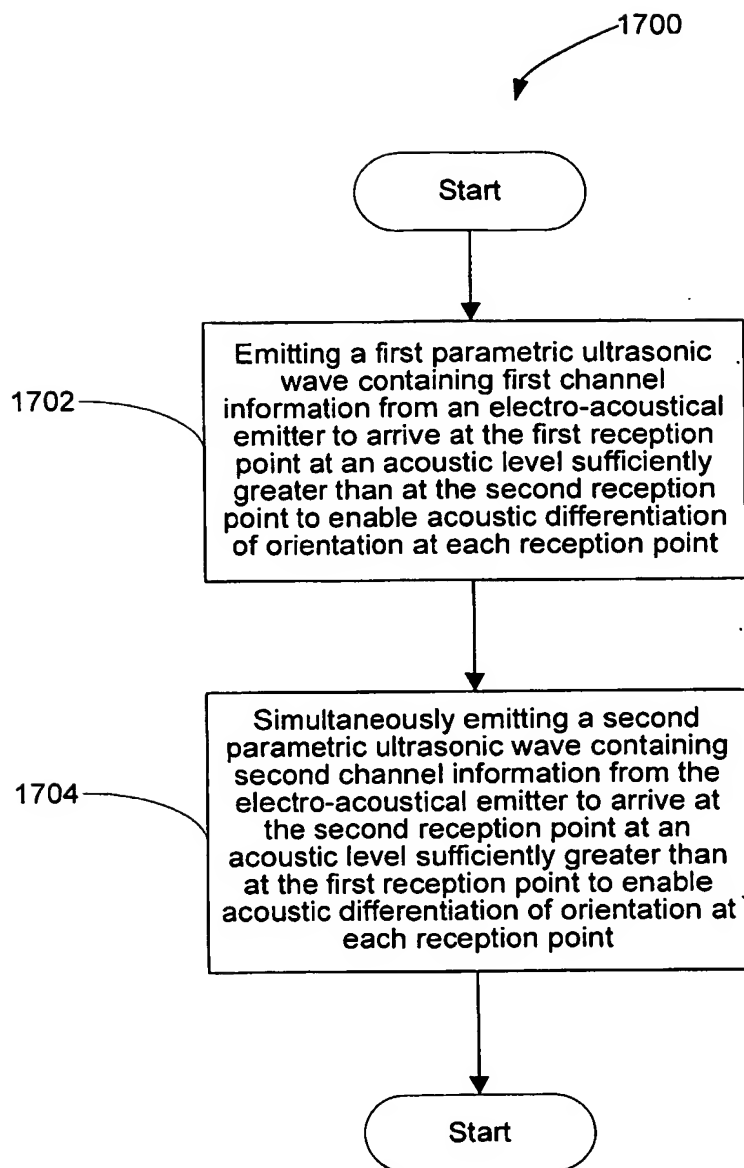 1700
Start
1702
Emitting a first parametric ultrasonic
wave containing first channel
information from an electro-acoustical
emitter to arrive at the first reception
point at an acoustic level sufficiently
greater than at the second reception
point to enable acoustic differentiation
of orientation at each reception point
1704
Simultaneously emitting a second
parametric ultrasonic wave containing
second channel information from the
electro-acoustical emitter to arrive at
the second reception point at an
acoustic level sufficiently greater than
at the first reception point to enable
acoustic differentiation of orientation at
each reception point
Start